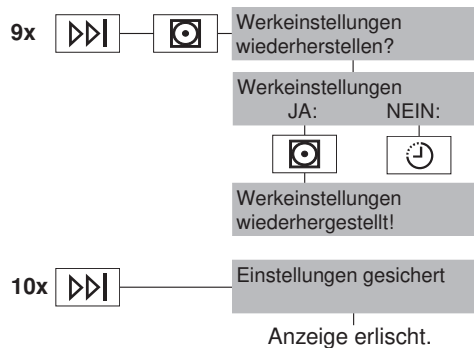 9x
Werkeinstellungen
wiederherstellen?
Werkeinstellungen
JA: NEIN:
Werkeinstellungen
wiederhergestellt!
10x
Einstellungen gesichert
Anzeige erlischt.